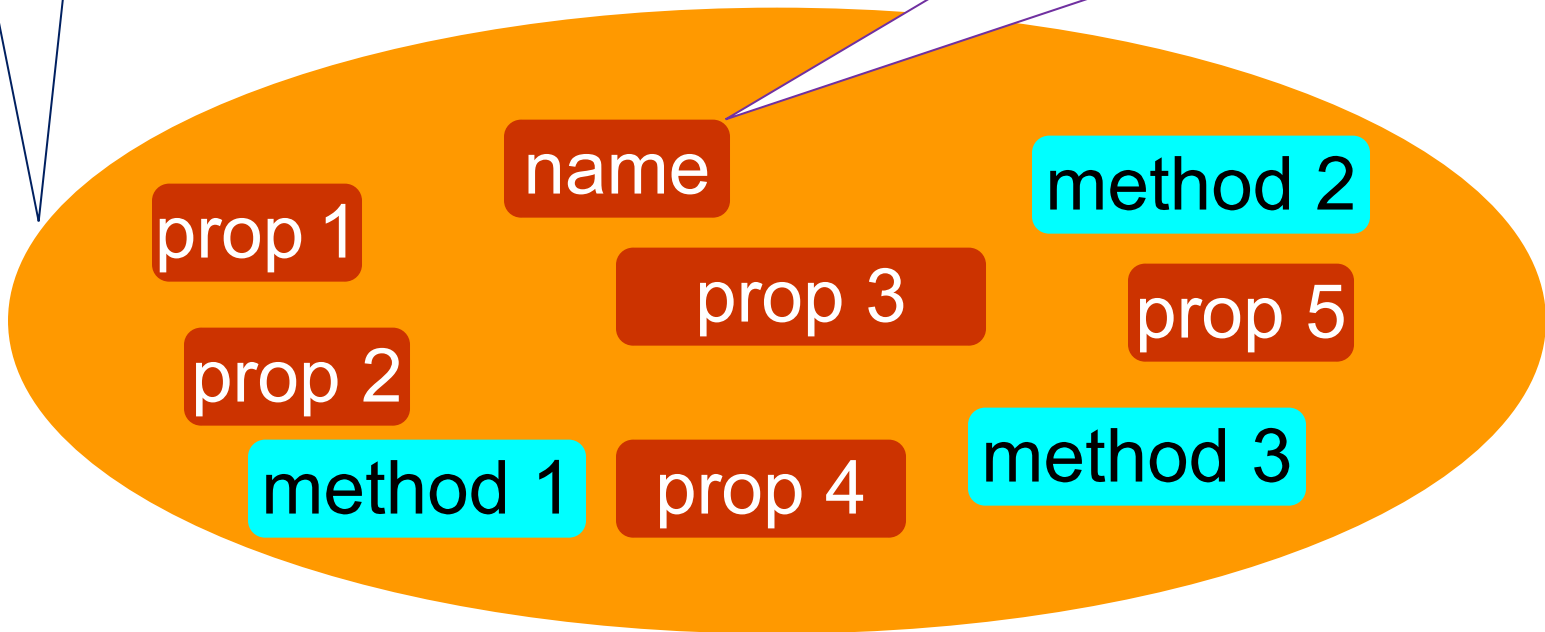 name
method 2
prop 1
prop 3
prop 5
prop 2
method 3
method 1
prop 4